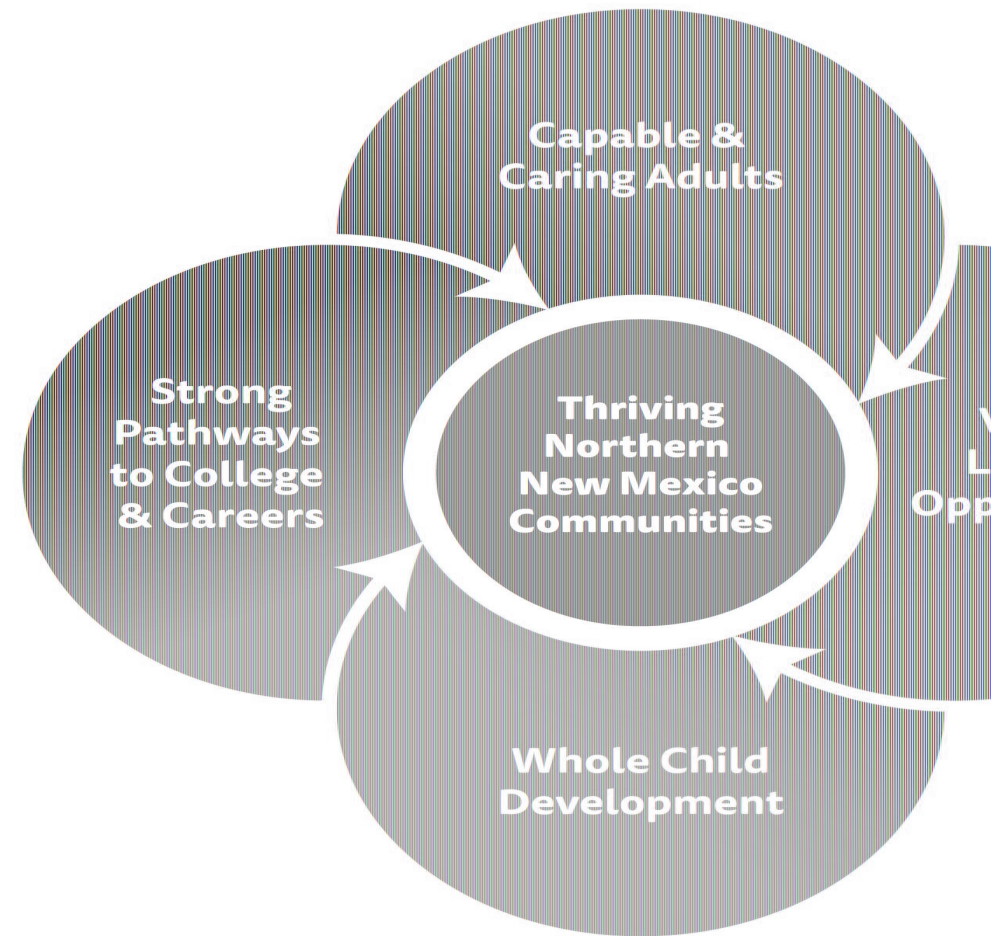 Capable &
Caring Adults
Strong
Pathways
to College
& Careers
Thriving
Northern
New Mexico
Communities
Whole Child
Development